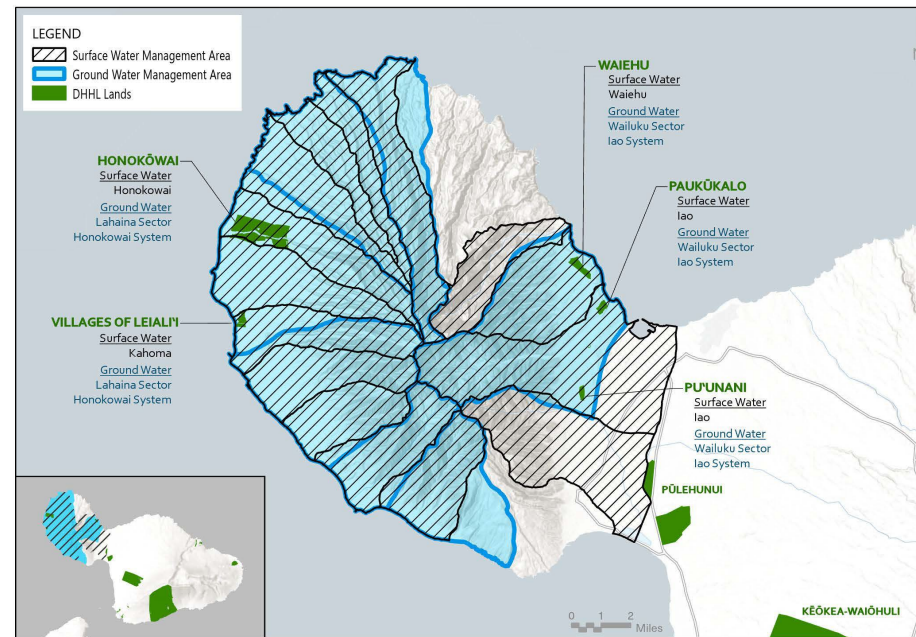 LEGEND
Surface Water Management Area
Ground Water Management Area
DHHL Lands
WAIEHU
Surface Water
Waiehu
Ground Water
Wailuku Sector
Iao System
HONOKŌWAI
Surface Water
Honokowai
Ground Water
Lahaina Sector
Honokowai System
PAUKŪKALO
Surface Water
Iao
Ground Water
Wailuku Sector
Iao System
VILLAGES OF LEIALI'I
Surface Water
Kahoma
Ground Water
Lahaina Sector
Honokowai System
PU'UNANI
Surface Water
Iao
Ground Water
Wailuku Sector
Iao System
PŪLEHUNUI
KĒŌKEA-WAIŌHULI
0 1 2
Miles